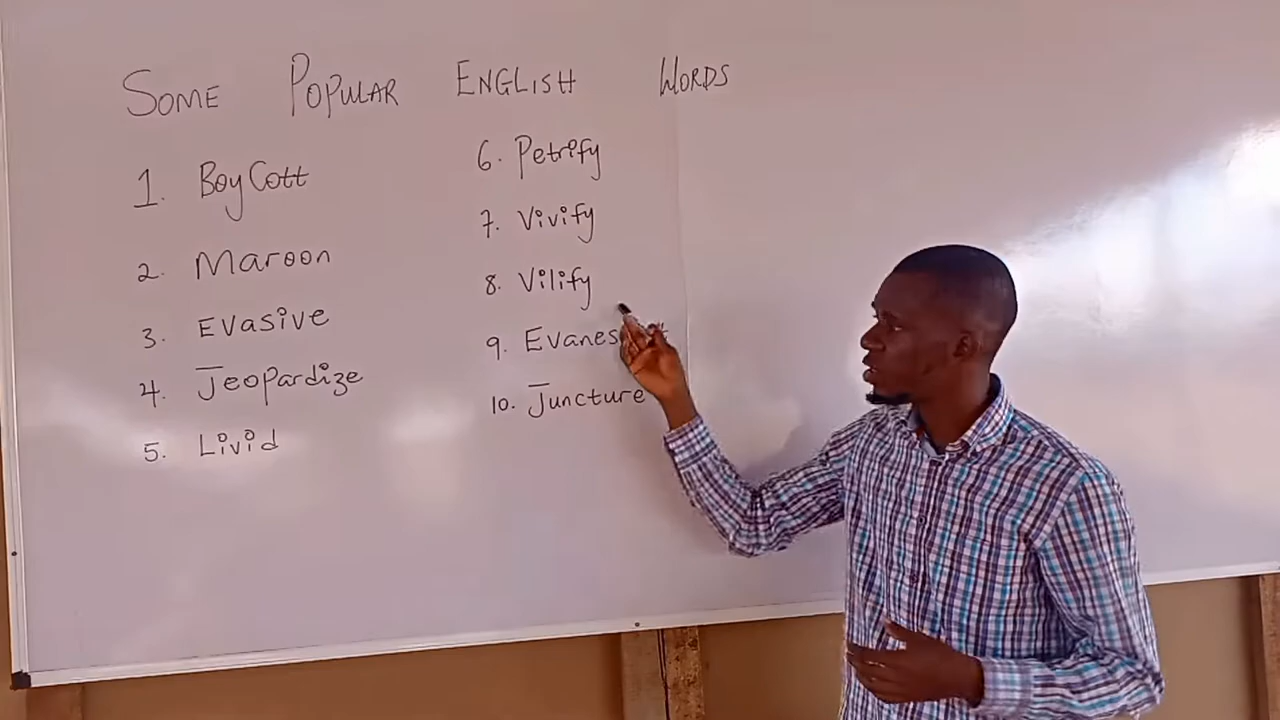 SOME POPULAR ENGLISH WORDS
1. BoyCott
2. Maroon
3. Evasive
4. Jeopardize
5. Livid
6. Petrify
7. Vivify
8. Vilify
9.
10. Juncture